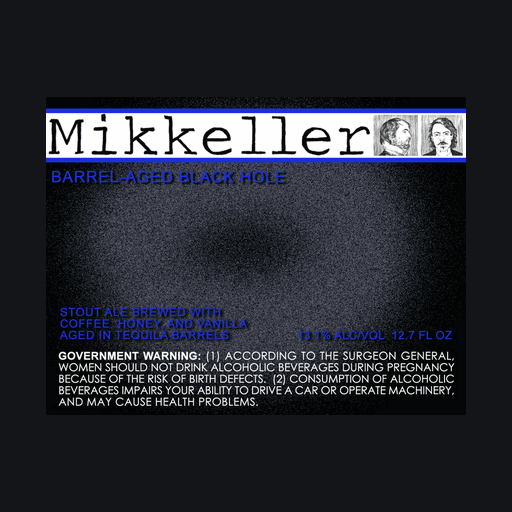 Mikkeller
BARREL-AGED BLACK HOLE
STOUT ALE BREWED WITH
COFFEE, HONEY, AND VANILLA
AGED IN TEQUILA BARRELS
13.1% ALC/VOL 12.7 FL OZ
GOVERNMENT WARNING: (1) ACCORDING TO THE SURGEON GENERAL,
WOMEN SHOULD NOT DRINK ALCOHOLIC BEVERAGES DURING PREGNANCY
BECAUSE OF THE RISK OF BIRTH DEFECTS. (2) CONSUMPTION OF ALCOHOLIC
BEVERAGES IMPAIRS YOUR ABILITY TO DRIVE A CAR OR OPERATE MACHINERY,
AND MAY CAUSE HEALTH PROBLEMS.